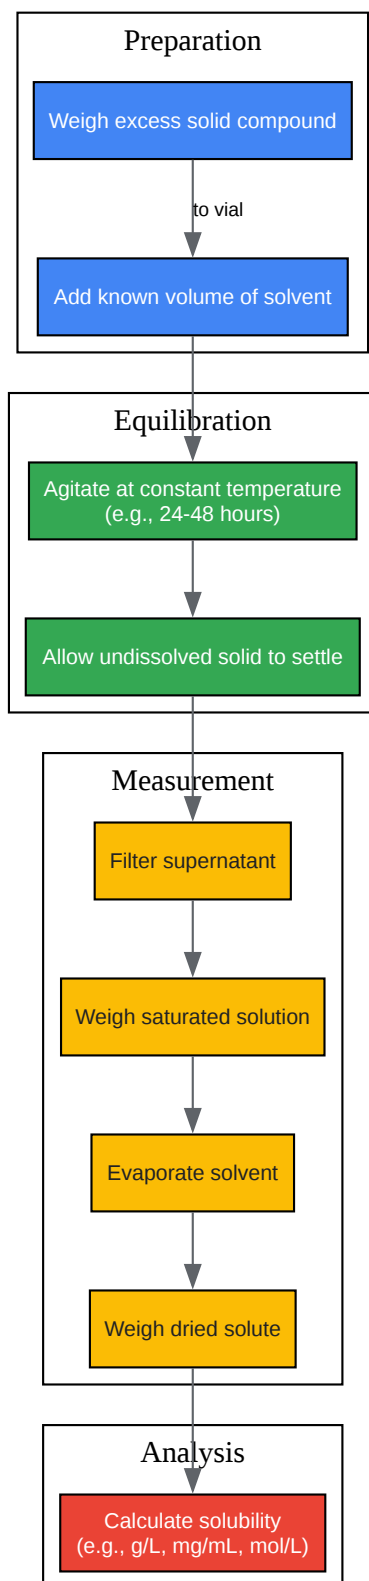 Preparation
Weigh excess solid compound
to vial
Add known volume of solvent
Equilibration
Agitate at constant temperature
(e.g., 24-48 hours)
Allow undissolved solid to settle
Measurement
Filter supernatant
Weigh saturated solution
Evaporate solvent
Weigh dried solute
Analysis
Calculate solubility
(e.g., g/L, mg/mL, mol/L)